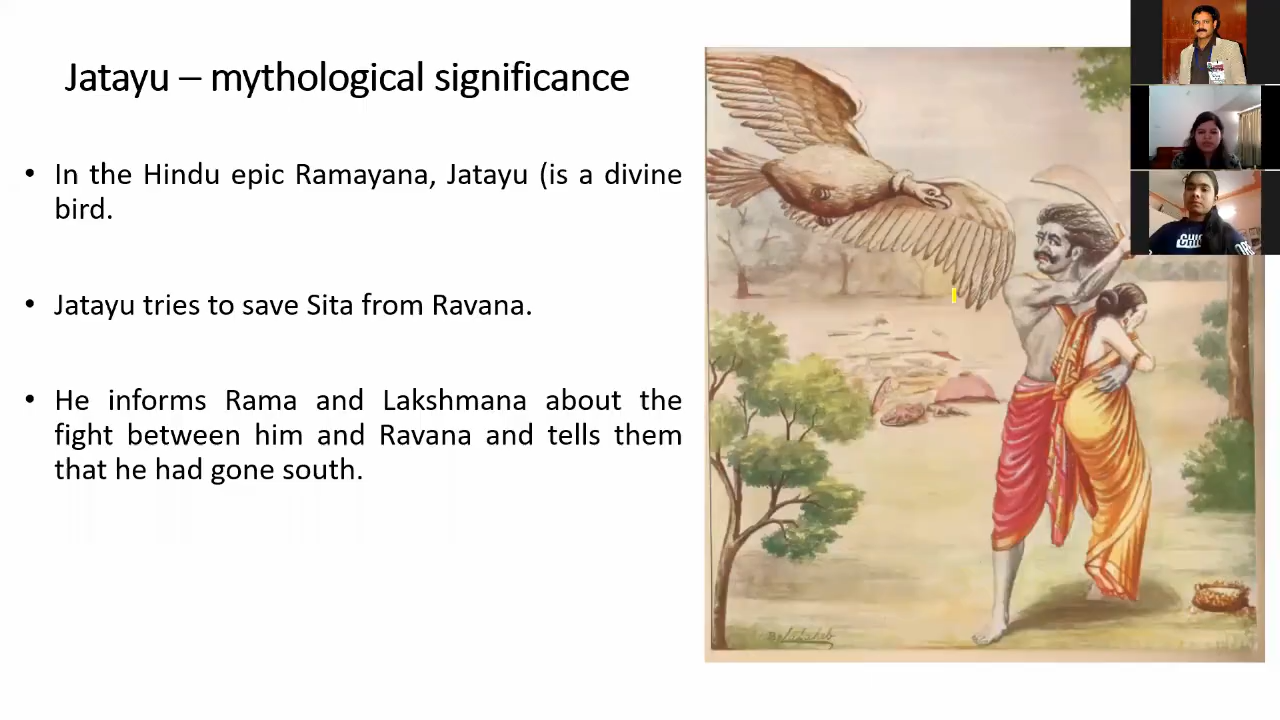 Jatayu – mythological significance
• In the Hindu epic Ramayana, Jatayu (is a divine
bird.
• Jatayu tries to save Sita from Ravana.
• He informs Rama and Lakshmana about the
fight between him and Ravana and tells them
that he had gone south.